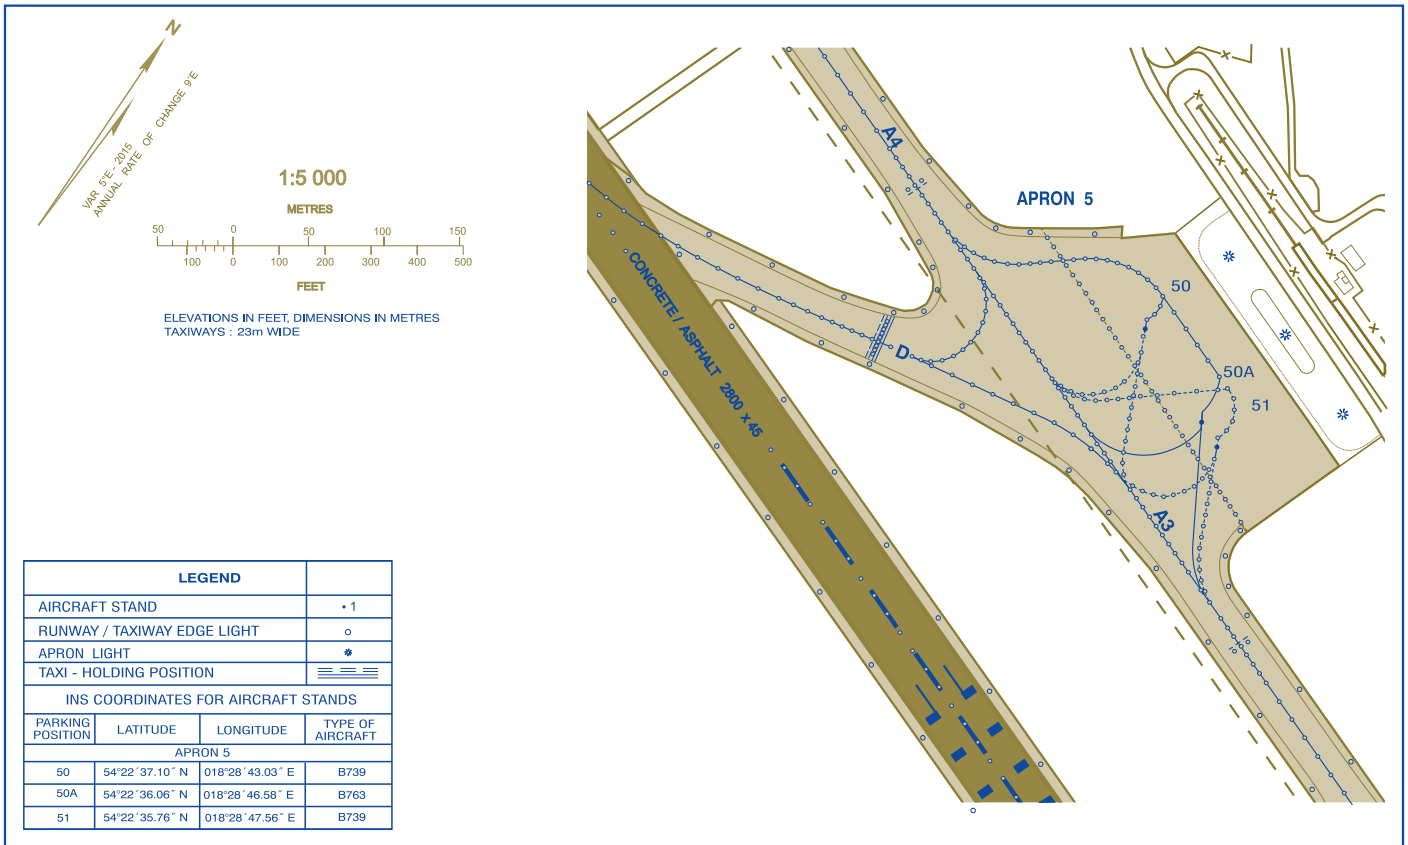 N
VAR 5°E - 2015
ANNUAL RATE OF CHANGE 9'E
1:5 000
METRES
50 0 50 100 150
100 0 100 200 300 400 500
FEET
ELEVATIONS IN FEET, DIMENSIONS IN METRES
TAXIWAYS : 23m WIDE
A4
APRON 5
CONCRETE / ASPHALT 2800 x 45
D
50
50A
51
A3
LEGEND
AIRCRAFT STAND • 1
RUNWAY / TAXIWAY EDGE LIGHT
APRON LIGHT
TAXI - HOLDING POSITION
INS COORDINATES FOR AIRCRAFT STANDS
PARKING POSITION LATITUDE LONGITUDE TYPE OF AIRCRAFT
APRON 5
50 54°22´37.10˝ N 018°28´43.03˝ E B739
50A 54°22´36.06˝ N 018°28´46.58˝ E B763
51 54°22´35.76˝ N 018°28´47.56˝ E B739